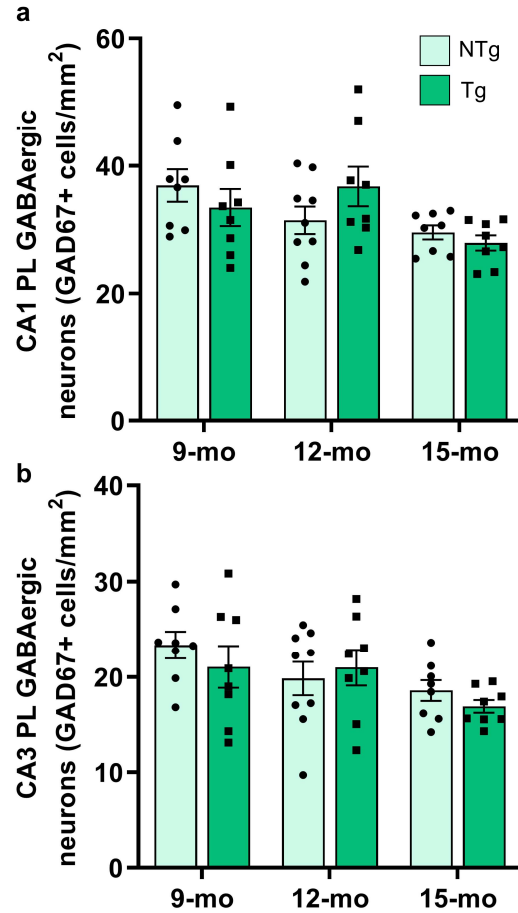 a
CA1 PL GABAergic
neurons (GAD67+ cells/mm²)
60
40
20
0
NTg
Tg
9-mo
12-mo
15-mo
b
CA3 PL GABAergic
neurons (GAD67+ cells/mm²)
40
30
20
10
0
9-mo
12-mo
15-mo